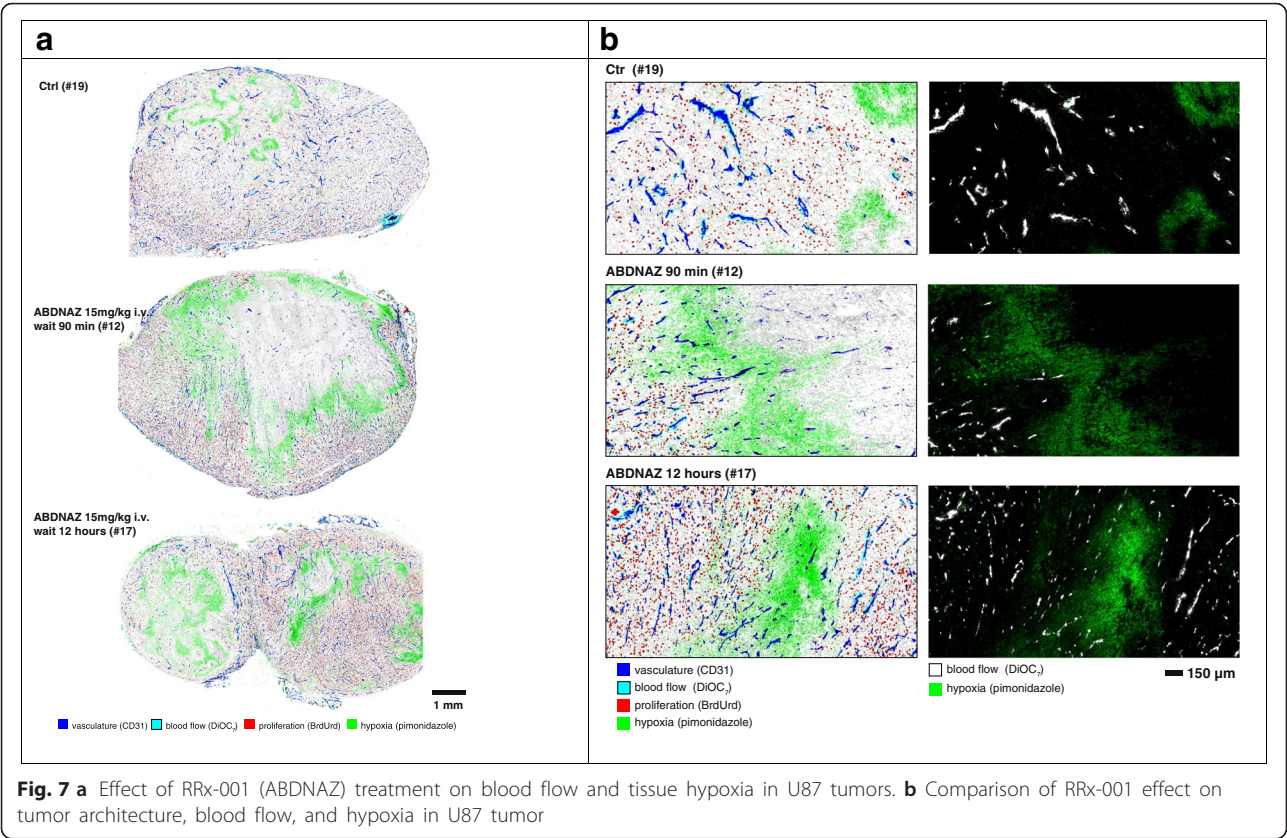 a
b
Ctrl (#19)
ABDNAZ 15mg/kg i.v.
wait 90 min (#12)
ABDNAZ 15mg/kg i.v.
wait 12 hours (#17)
1 mm
vasculature (CD31) blood flow (DiOC7) proliferation (BrdUrd) hypoxia (pimonidazole)
Ctr (#19)
ABDNAZ 90 min (#12)
ABDNAZ 12 hours (#17)
vasculature (CD31)
blood flow (DiOC7)
proliferation (BrdUrd)
hypoxia (pimonidazole)
blood flow (DiOC7)
hypoxia (pimonidazole)
150 µm
Fig. 7 a Effect of RRx-001 (ABDNAZ) treatment on blood flow and tissue hypoxia in U87 tumors. b Comparison of RRx-001 effect on
tumor architecture, blood flow, and hypoxia in U87 tumor